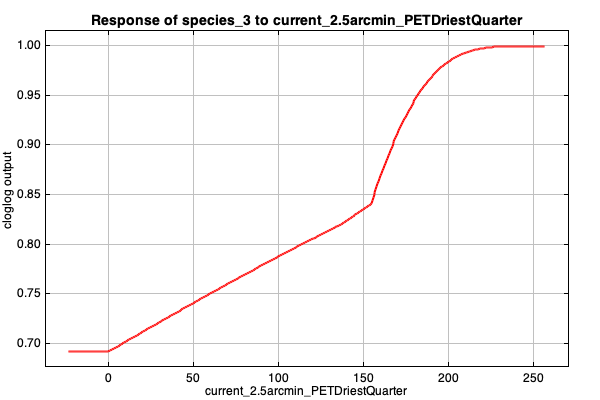 Response of species_3 to current_2.5arcmin_PETDriestQuarter
1.00
0.95
0.90
0.85
0.80
0.75
0.70
cloglog output
0 50 100 150 200 250
current_2.5arcmin_PETDriestQuarter